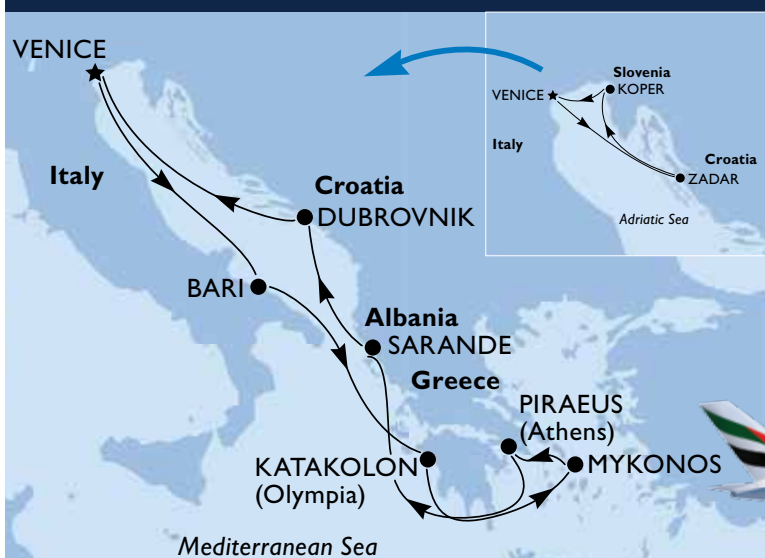 VENICE
Italy
Croatia
DUBROVNIK
BARI
Albania
SARANDE
Greece
PIRAEUS
(Athens)
KATAKOLON
(Olympia)
MYKONOS
Mediterranean Sea
Slovenia
KOPER
VENICE
Italy
Croatia
ZADAR
Adriatic Sea